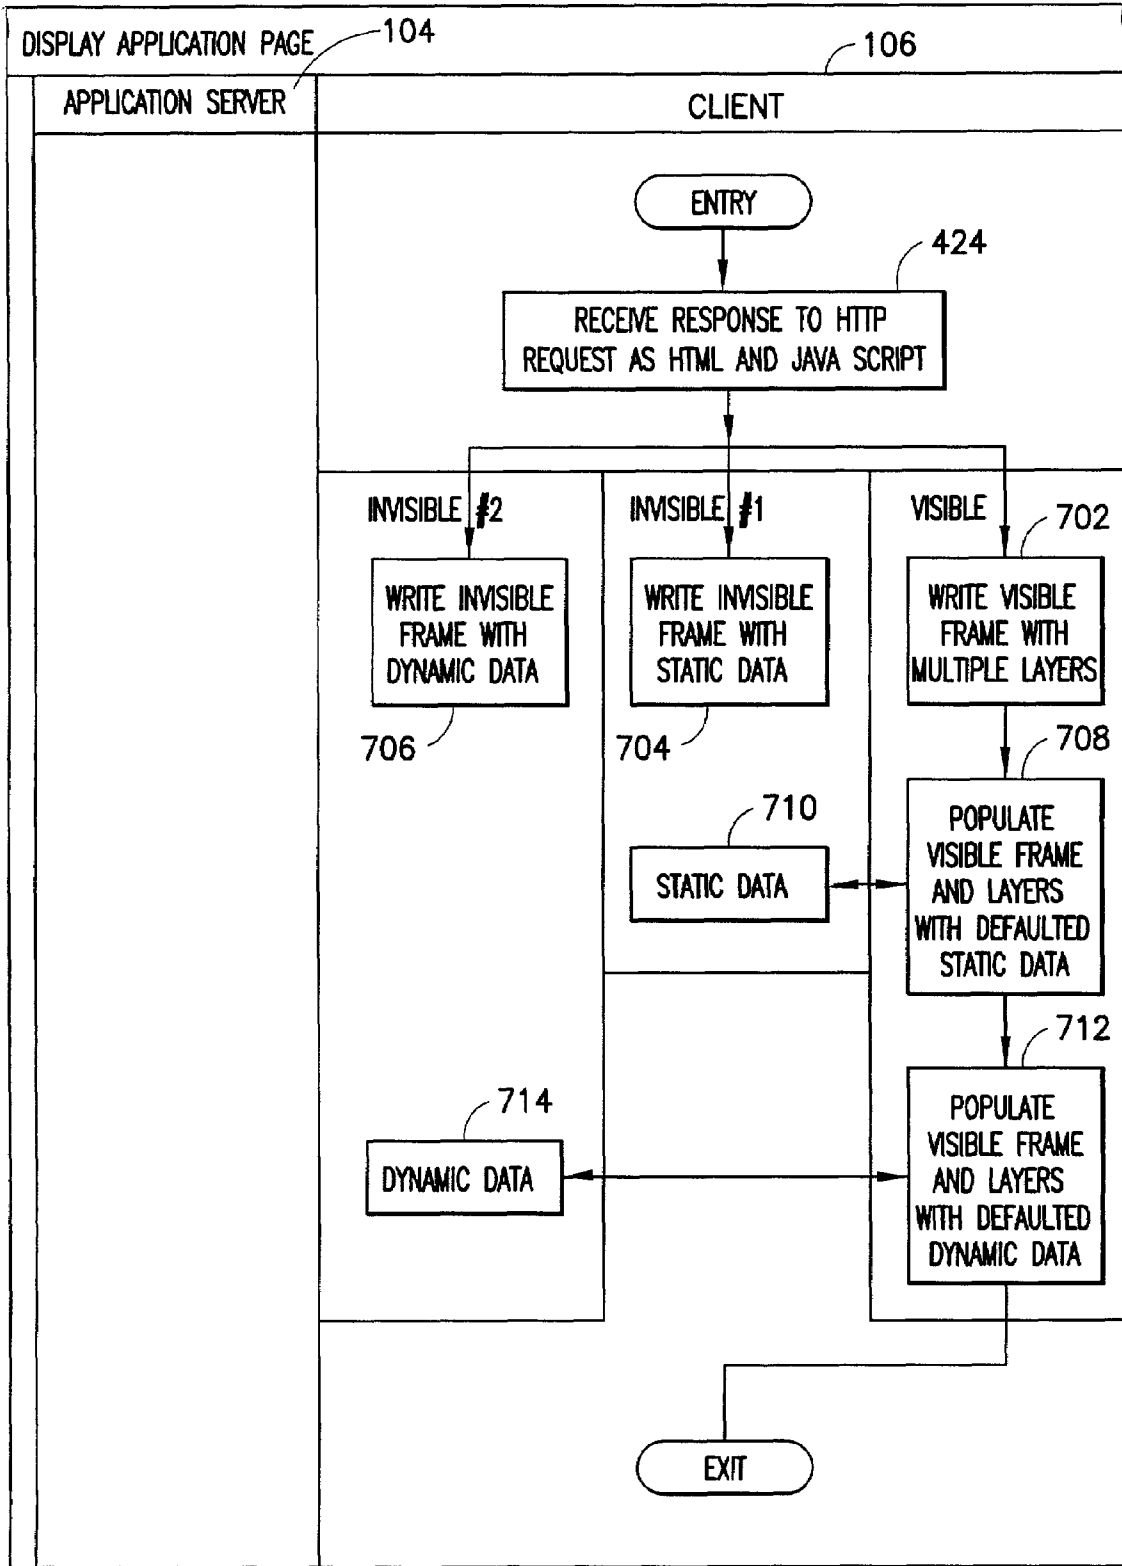 DISPLAY APPLICATION PAGE
104
106
APPLICATION SERVER
CLIENT
ENTRY
424
RECEIVE RESPONSE TO HTTP
REQUEST AS HTML AND JAVA SCRIPT
INVISIBLE #2
INVISIBLE #1
VISIBLE
702
WRITE INVISIBLE
FRAME WITH
DYNAMIC DATA
706
WRITE INVISIBLE
FRAME WITH
STATIC DATA
704
WRITE VISIBLE
FRAME WITH
MULTIPLE LAYERS
708
710
STATIC DATA
POPULATE
VISIBLE FRAME
AND LAYERS
WITH DEFAULTED
STATIC DATA
712
714
DYNAMIC DATA
POPULATE
VISIBLE FRAME
AND LAYERS
WITH DEFAULTED
DYNAMIC DATA
EXIT